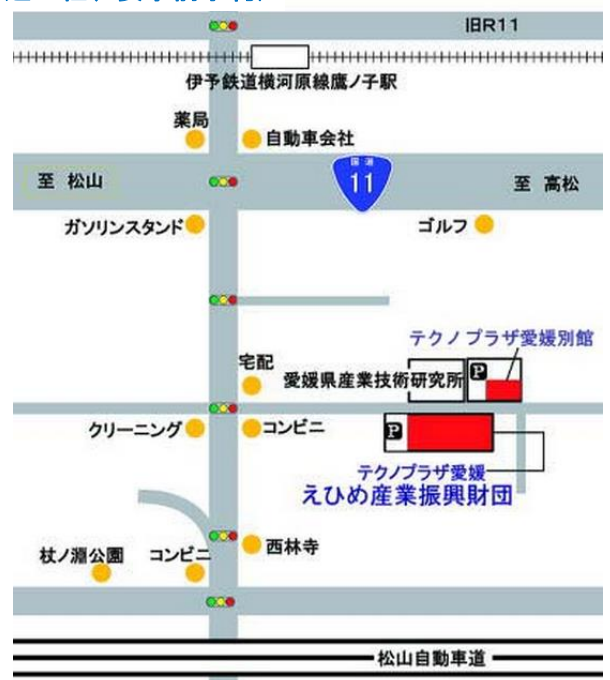 旧R11
伊予鉄道横河原線鷹ノ子駅
薬局
自動車会社
至 松山
国道
11
至 高松
ガソリンスタンド
ゴルフ
テクノプラザ愛媛別館
宅配
愛媛県産業技術研究所
P
クリーニング
コンビニ
P
テクノプラザ愛媛
えひめ産業振興財団
西林寺
杖ノ淵公園
コンビニ
松山自動車道